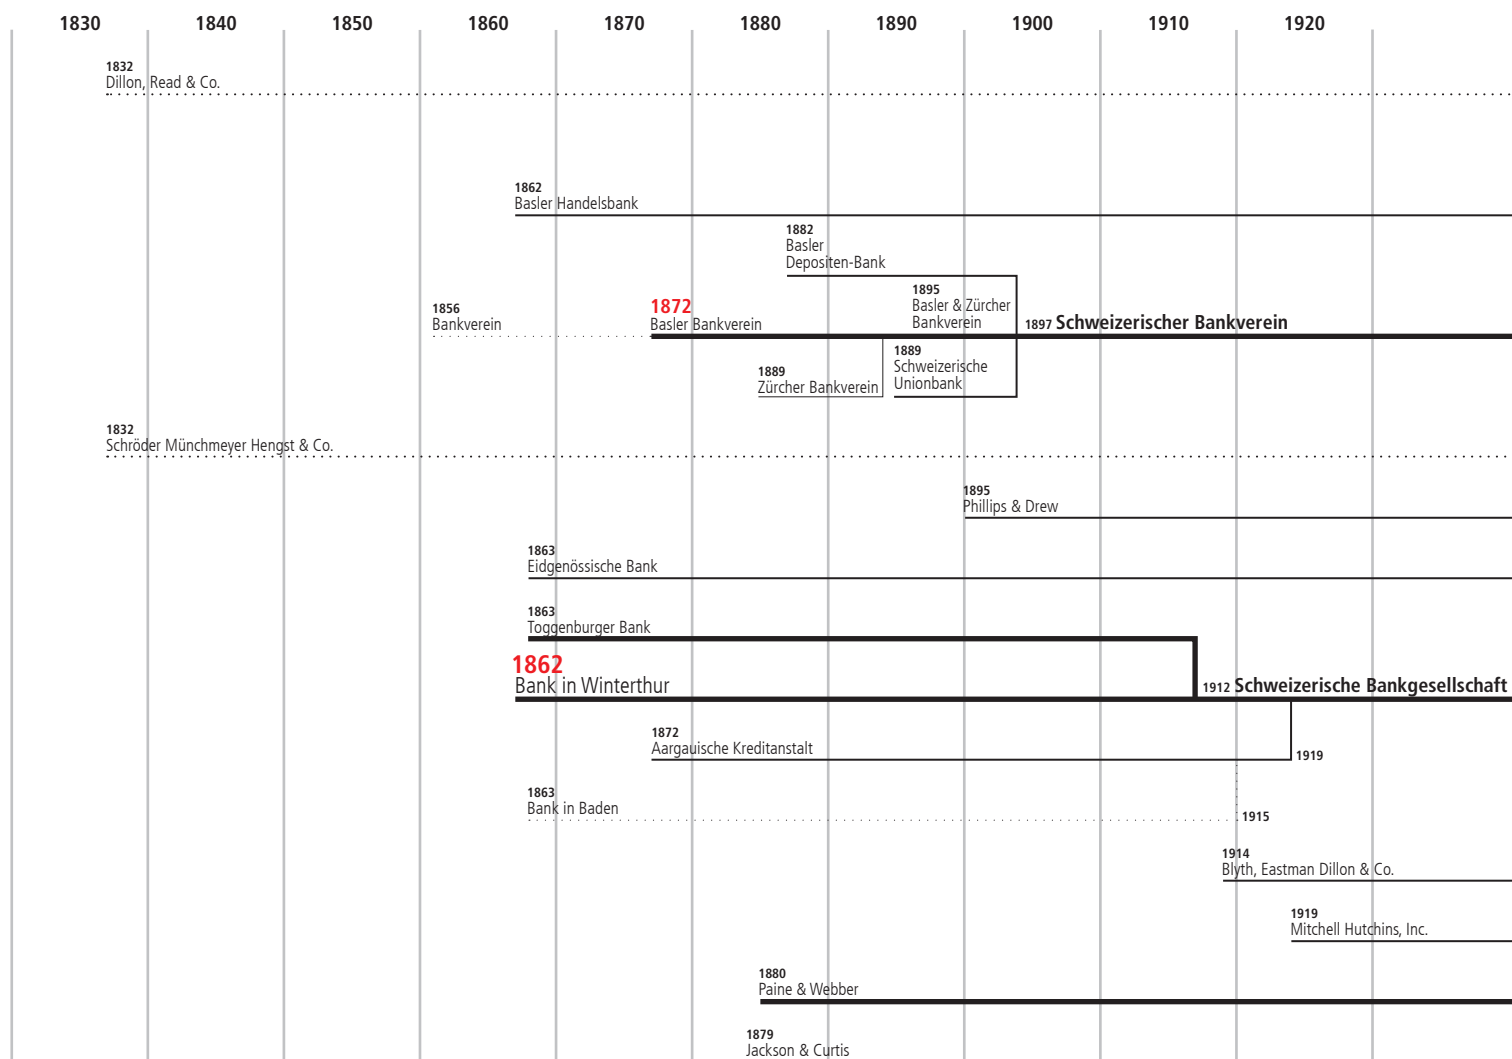 1830 1840 1850 1860 1870 1880 1890 1900 1910 1920
1832
Dillon, Read & Co.
1862
Basler Handelsbank
1882
Basler
Depositen-Bank
1856
Bankverein
1872
Basler Bankverein
1895
Basler & Zürcher
Bankverein
1897 Schweizerischer Bankverein
1889
Zürcher Bankverein
1889
Schweizerische
Unionbank
1832
Schröder Münchmeyer Hengst & Co.
1895
Phillips & Drew
1863
Eidgenössische Bank
1863
Toggenburger Bank
1862
Bank in Winterthur
1912 Schweizerische Bankgesellschaft
1872
Aargauische Kreditanstalt
1919
1863
Bank in Baden
1915
1914
Blyth, Eastman Dillon & Co.
1919
Mitchell Hutchins, Inc.
1880
Paine & Webber
1879
Jackson & Curtis